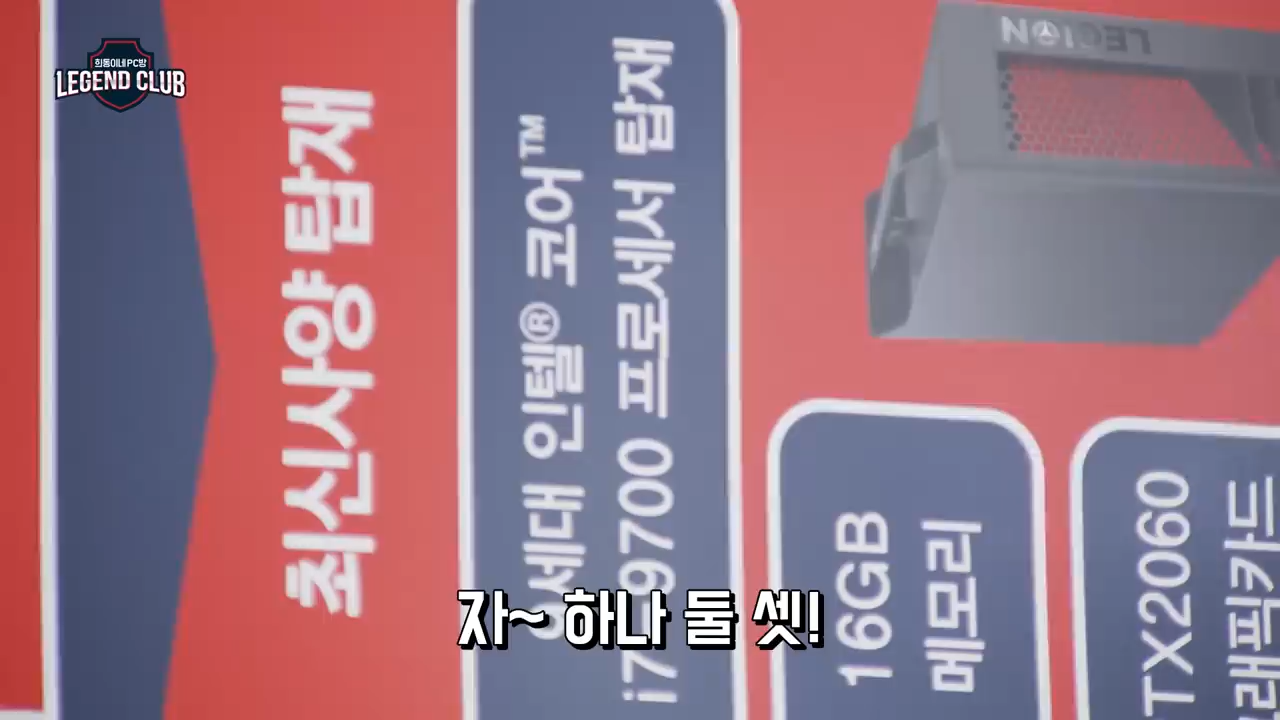 희동이네 PC방
LEGEND CLUB
LEGION
최신사양 탑재
세대 인텔® 코어™
i7-9700 프로세서 탑재
16GB
메모리
TX2060
래픽카드
자~ 하나 둘 셋!